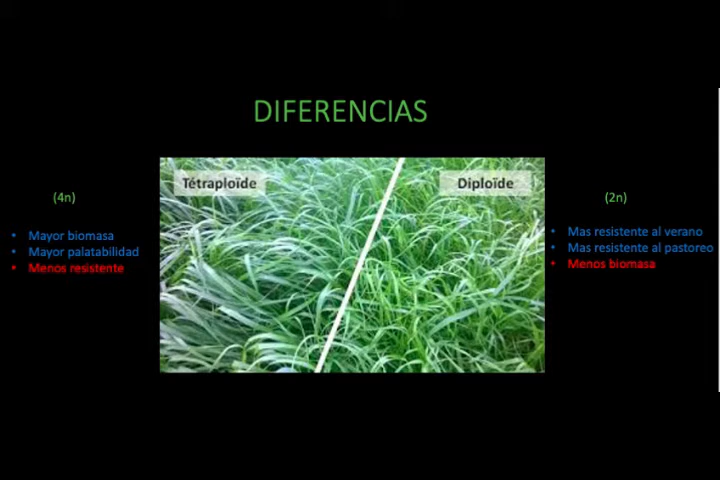 DIFERENCIAS
(4n)
• Mayor biomasa
• Mayor palatabilidad
• Menos resistente
Tétraploïde
Diploïde
(2n)
• Mas resistente al verano
• Mas resistente al pastoreo
• Menos biomasa